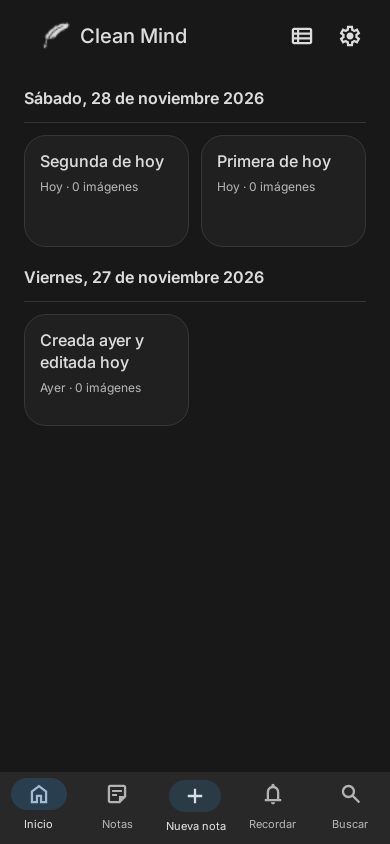 Clean Mind
Sábado, 28 de noviembre 2026
Segunda de hoy
Hoy · 0 imágenes
Primera de hoy
Hoy · 0 imágenes
Viernes, 27 de noviembre 2026
Creada ayer y
editada hoy
Ayer · 0 imágenes
Inicio
Notas
Nueva nota
Recordar
Buscar